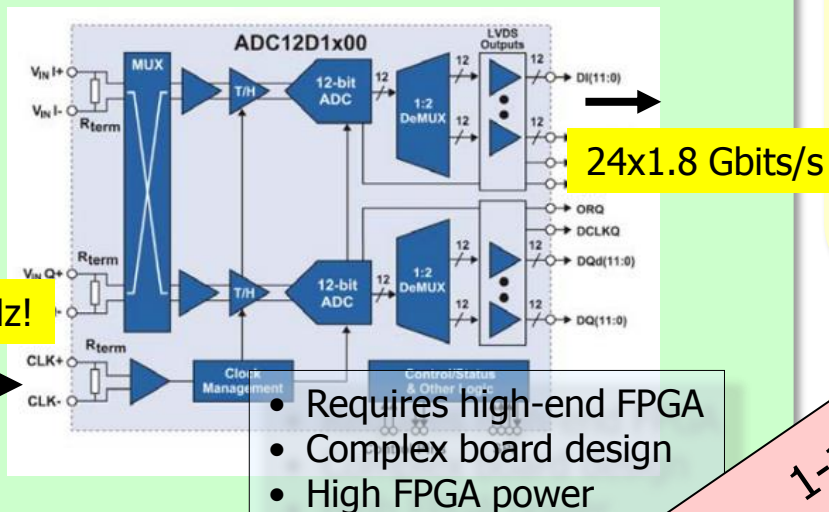 ADC12D1x00
LVDS
Outputs
MUX
VIN I+
VIN I-
Rterm
T/H
12-bit
ADC
12
1:2
DeMUX
12
12
12
12
DI(11:0)
24x1.8 Gbits/s
ORQ
DCLKQ
Rterm
VIN Q+
T/H
12-bit
ADC
12
1:2
DeMUX
12
12
12
12
DQd(11:0)
DQ(11:0)
Rterm
CLK+
CLK-
Clock
Management
Control/Status
& Other Logic
• Requires high-end FPGA
• Complex board design
• High FPGA power